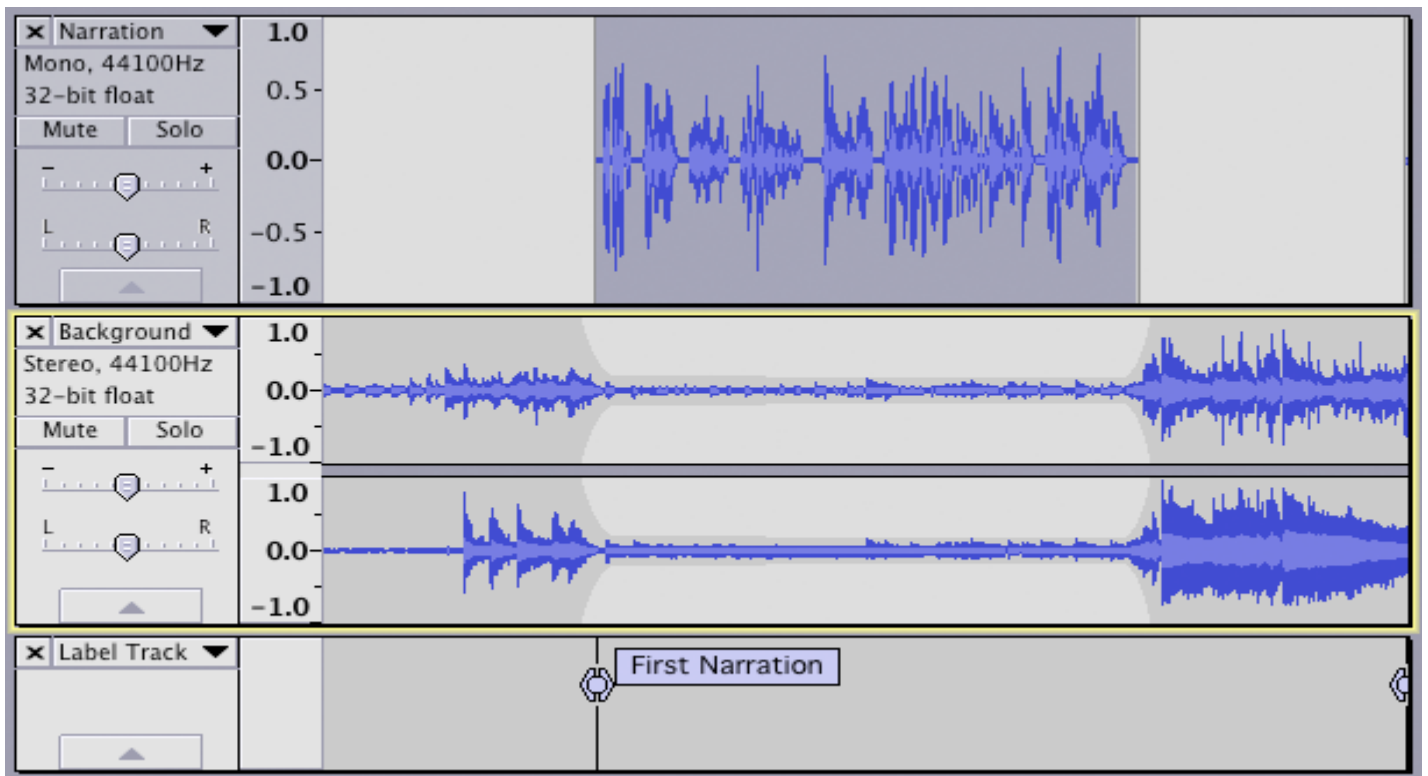 × Narration ▼
Mono, 44100Hz
32-bit float
Mute Solo
- +
L R
1.0
0.5-
0.0-
-0.5-
-1.0
× Background ▼
Stereo, 44100Hz
32-bit float
Mute Solo
- +
L R
1.0
0.0-
-1.0
1.0
0.0-
-1.0
× Label Track ▼
First Narration